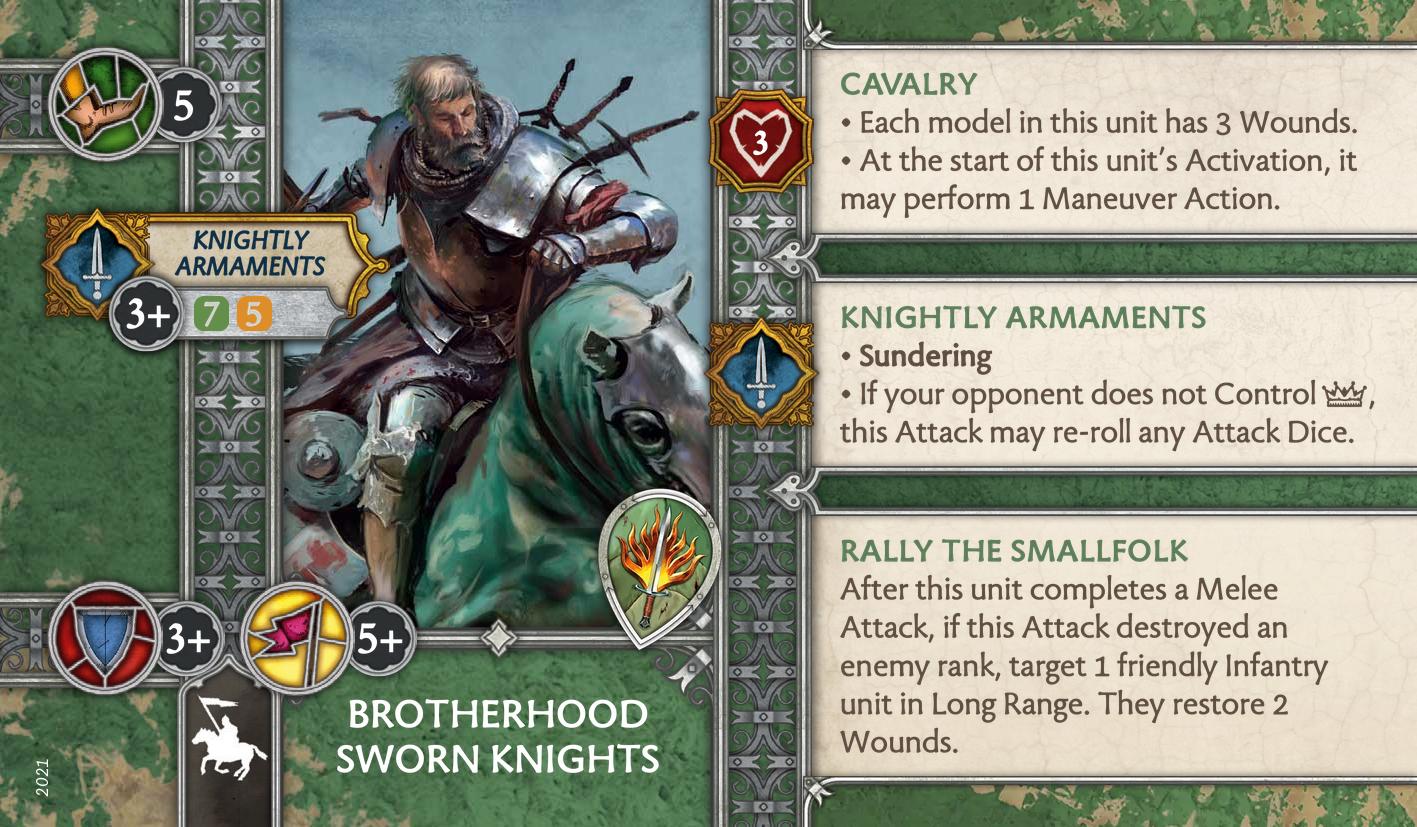 5
KNIGHTLY
ARMAMENTS
3+ 7 5
3+
5+
BROTHERHOOD
SWORN KNIGHTS
2021
3
CAVALRY
• Each model in this unit has 3 Wounds.
• At the start of this unit's Activation, it
may perform 1 Maneuver Action.
KNIGHTLY ARMAMENTS
• Sundering
• If your opponent does not Control ,
this Attack may re-roll any Attack Dice.
RALLY THE SMALLFOLK
After this unit completes a Melee
Attack, if this Attack destroyed an
enemy rank, target 1 friendly Infantry
unit in Long Range. They restore 2
Wounds.